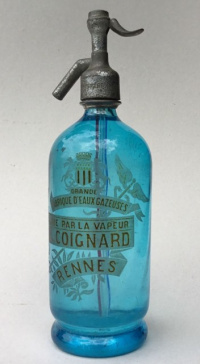 GRANDE
FABRIQUE D'EAUX GAZEUSES
PAR LA VAPEUR
COIGNARD
RENNES